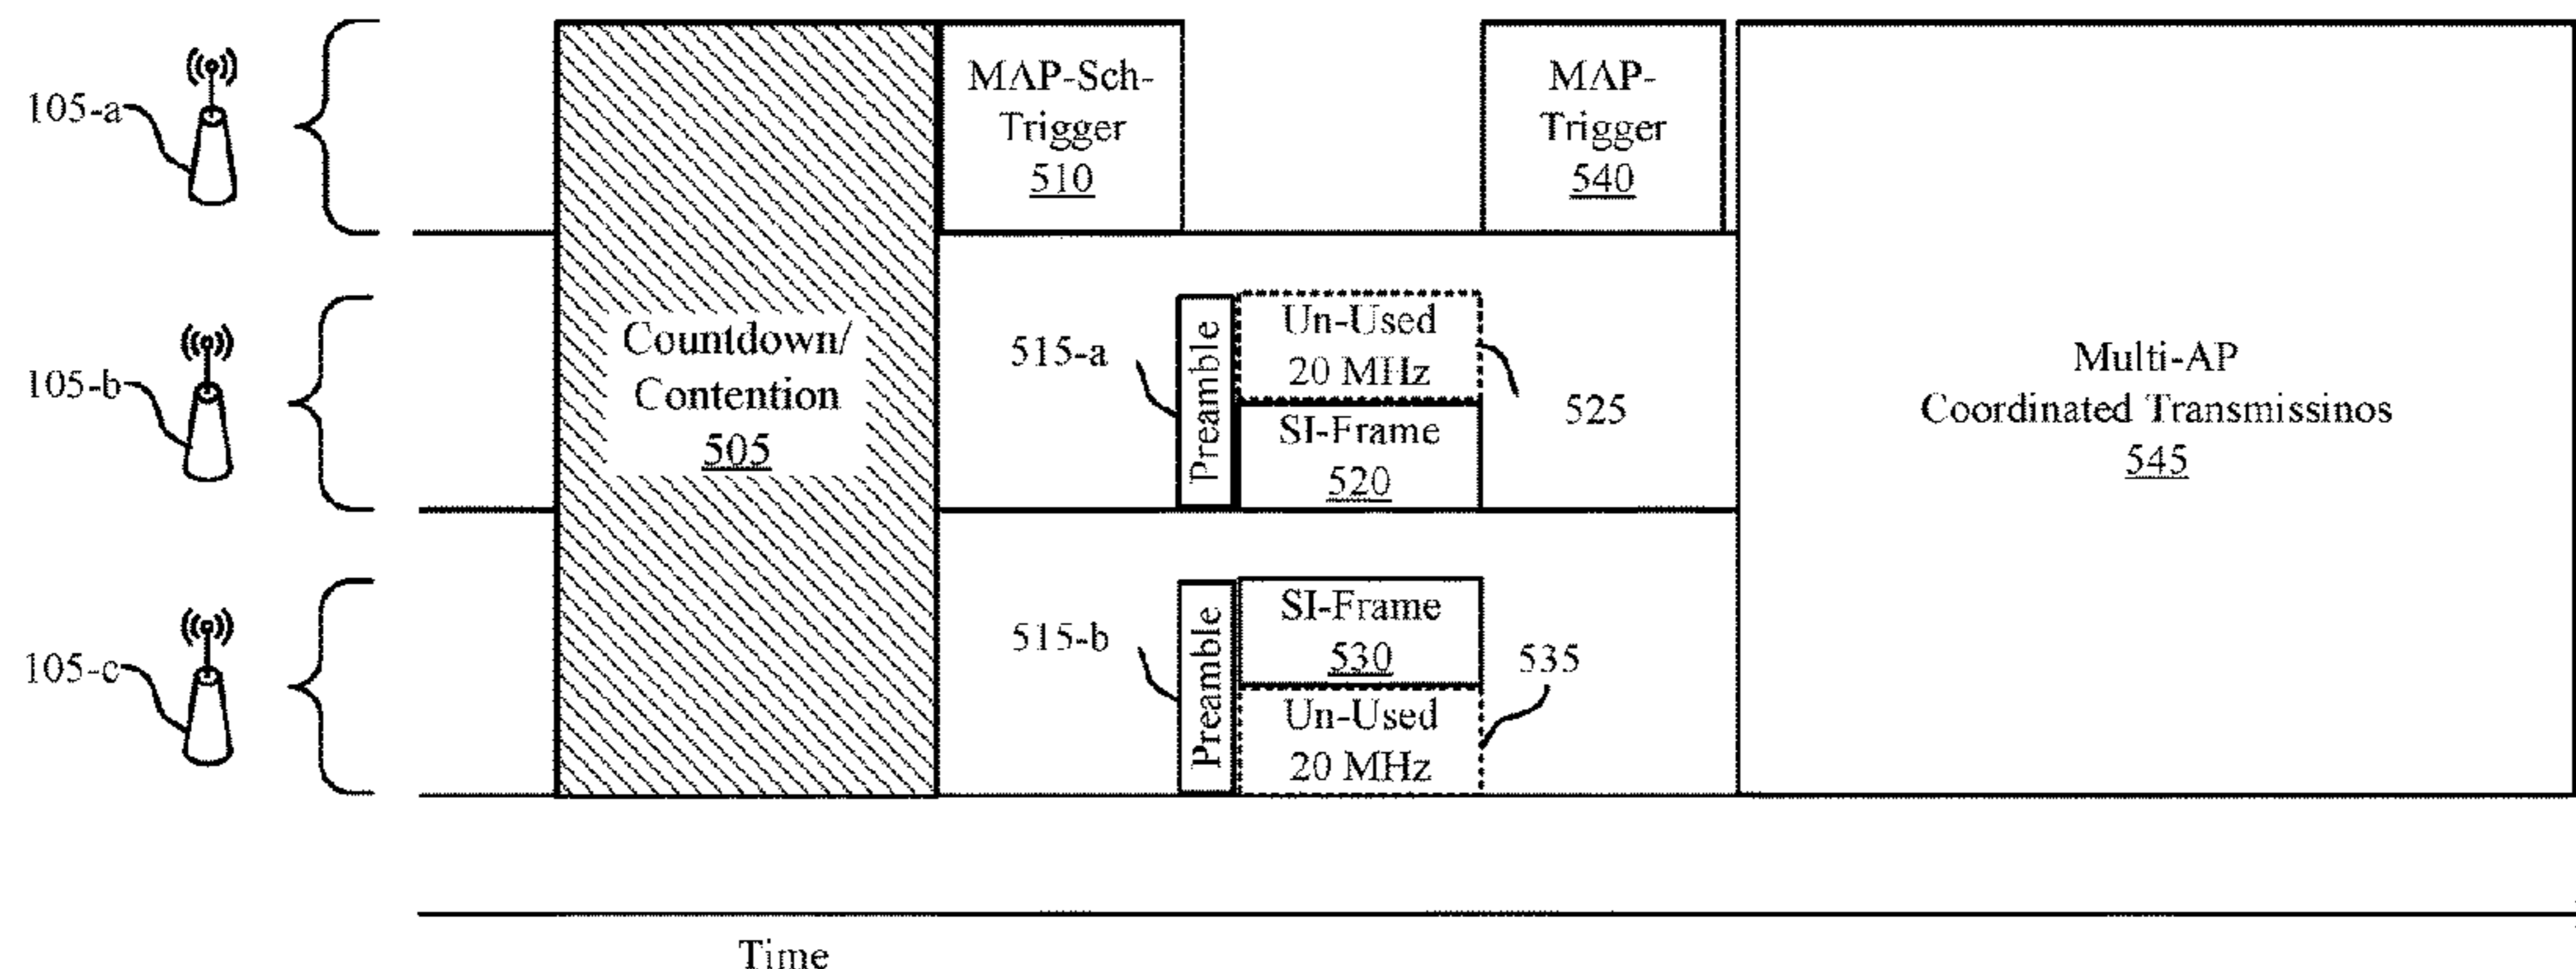 105-a
MAP-Sch-
Trigger
510
MAP-
Trigger
540
105-b
Countdown/
Contention
505
515-a
Preamble
Un-Used
20 MHz
SI-Frame
520
525
Multi-AP
Coordinated Transmissinos
545
105-c
515-b
Preamble
SI-Frame
530
Un-Used
20 MHz
535
Time